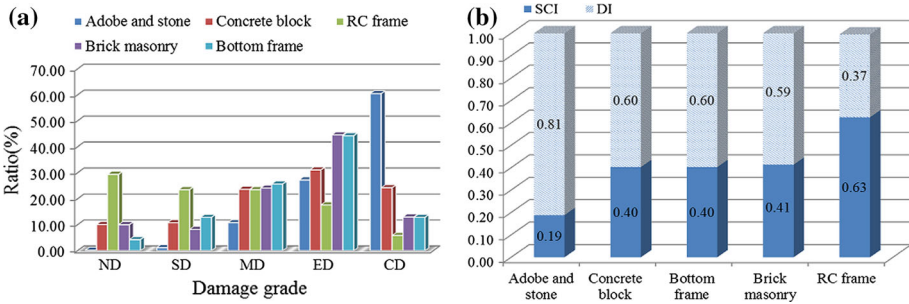 (a)
Adobe and stone
Concrete block
RC frame
Brick masonry
Bottom frame
70.00
60.00
50.00
40.00
30.00
20.00
10.00
0.00
Ratio(%)
ND
SD
MD
ED
CD
Damage grade
(b)
SCI
DI
1.00
0.90
0.80
0.70
0.60
0.50
0.40
0.30
0.20
0.10
0.00
0.81
0.60
0.60
0.59
0.37
0.19
0.40
0.40
0.41
0.63
Adobe and
stone
Concrete
block
Bottom
frame
Brick
masonry
RC frame